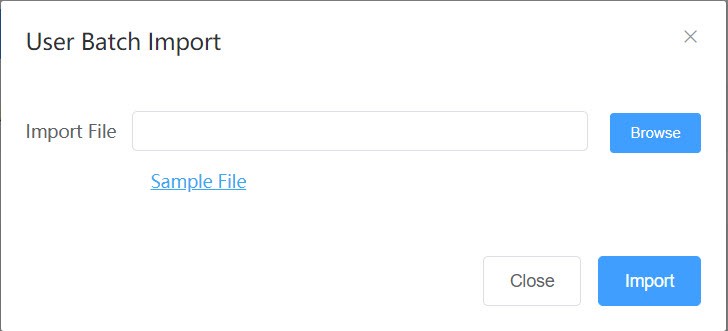 User Batch Import
Import File
Browse
Sample File
Close
Import